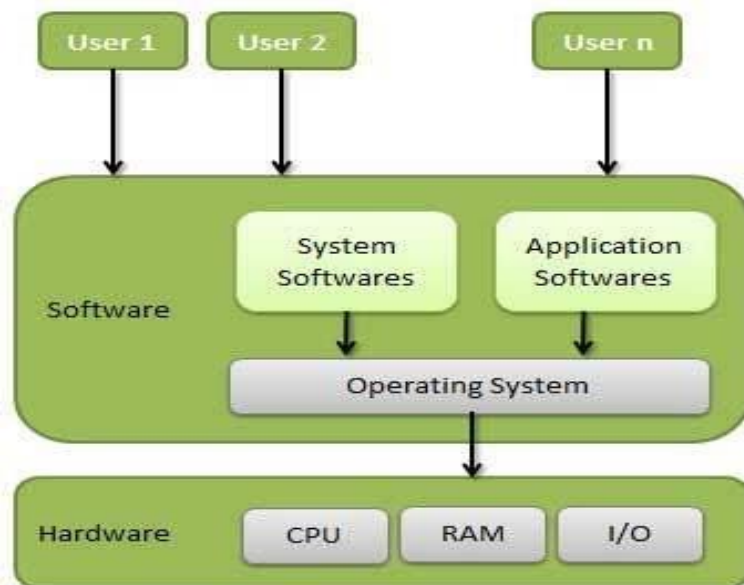 User 1
User 2
User n
System
Softwares
Application
Softwares
Software
Operating System
Hardware
CPU
RAM
I/O